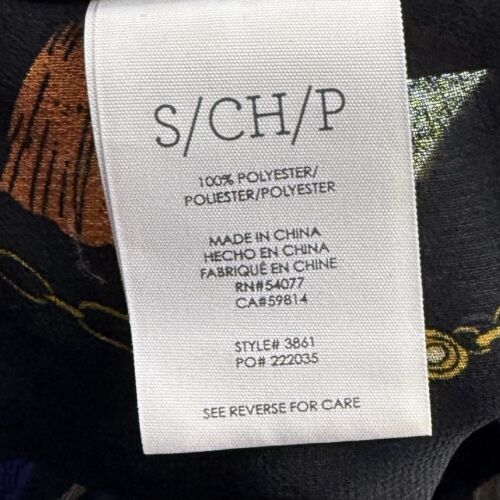 S/CH/P
100% POLYESTER/
POLIESTER/POLYESTER
MADE IN CHINA
HECHO EN CHINA
FABRIQUÉ EN CHINE
RN#54077
CA#59814
STYLE# 3861
PO# 222035
SEE REVERSE FOR CARE